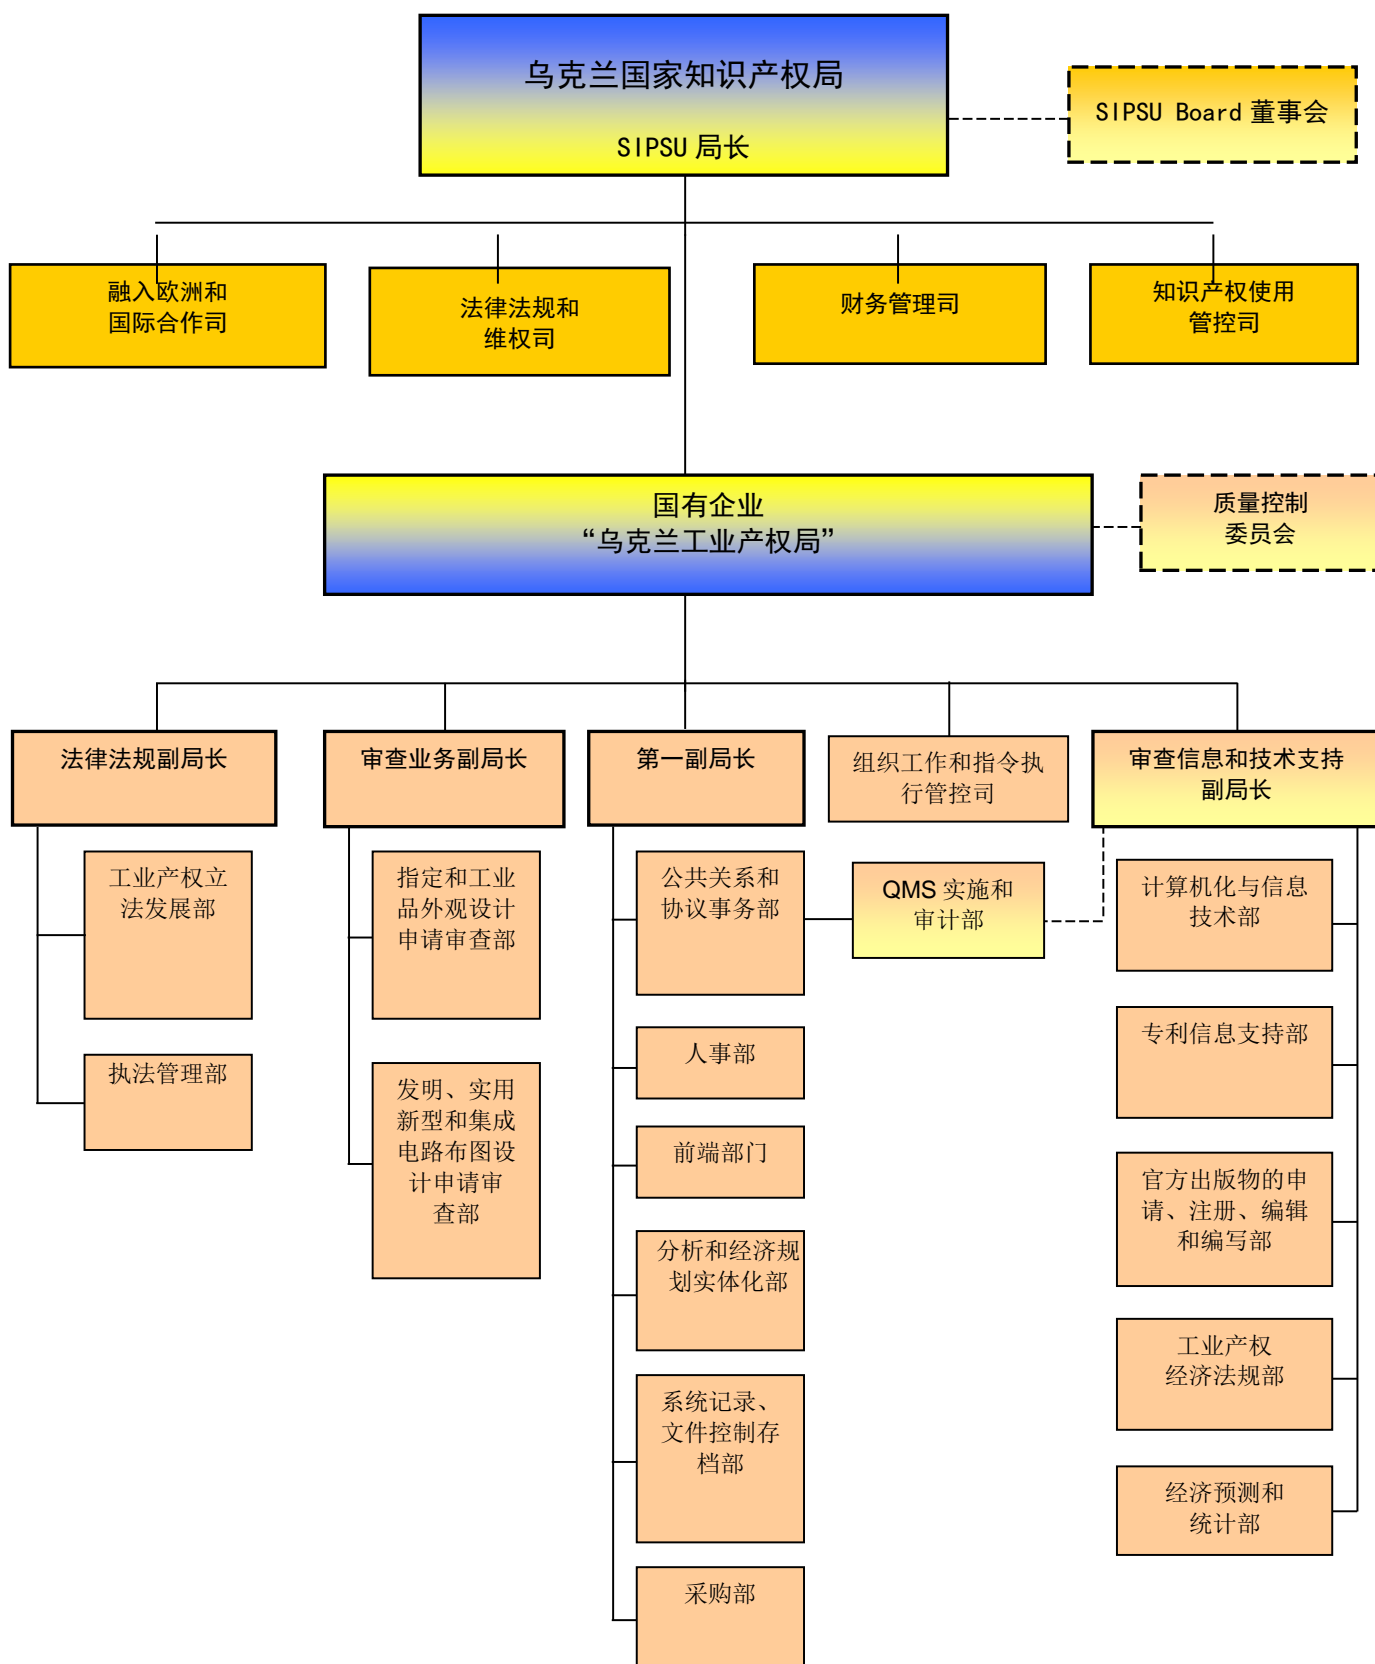 乌克兰国家知识产权局
SIPSU 局长
SIPSU Board 董事会
融入欧洲和
国际合作司
法律法规和
维权司
财务管理司
知识产权使用
管控司
国有企业
“乌克兰工业产权局”
质量控制
委员会
法律法规副局长
审查业务副局长
第一副局长
组织工作和指令执
行管控司
审查信息和技术支持
副局长
工业产权立
法发展部
执法管理部
指定和工业
品外观设计
申请审查部
发明、实用
新型和集成
电路布图设
计申请审
查部
公共关系和
协议事务部
QMS 实施和
审计部
人事部
前端部门
分析和经济规
划实体化部
系统记录、
文件控制存
档部
采购部
计算机化与信息
技术部
专利信息支持部
官方出版物的申
请、注册、编辑
和编写部
工业产权
经济法规部
经济预测和
统计部